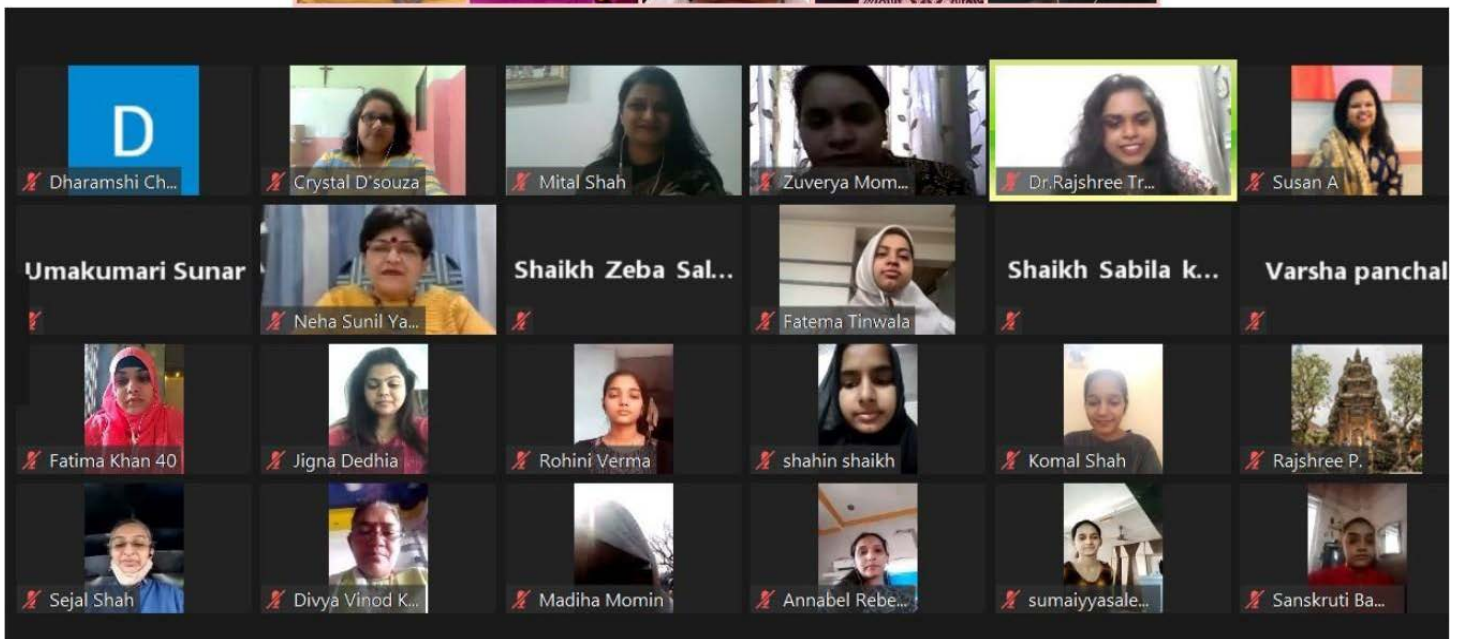 D
Dharamshi Ch...
Crystal D'souza
Mital Shah
Zuverya Mom...
Dr.Rajshree Tr...
Susan A
Umakumari Sunar
Neha Sunil Ya...
Shaikh Zeba Sal...
Fatema Tinwala
Shaikh Sabila k...
Varsha panchal
Fatima Khan 40
Jigna Dedhia
Rohini Verma
shahin shaikh
Komal Shah
Rajshree P.
Sejal Shah
Divya Vinod K...
Madiha Momin
Annabel Rebe...
sumaiyyasale...
Sanskruti Ba...